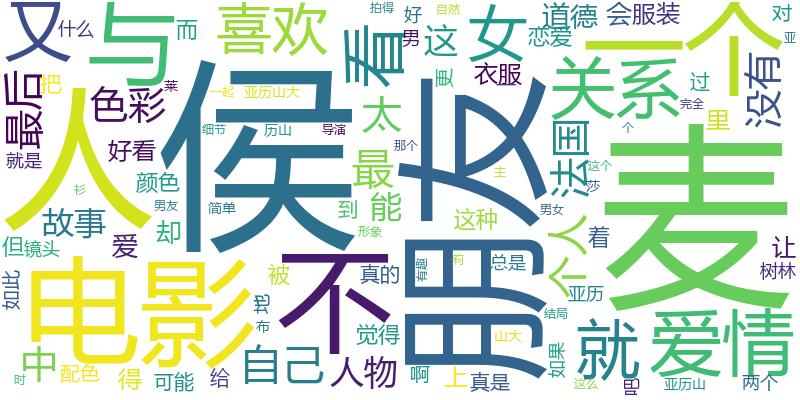 又
什么
与
而
喜欢
看
好
拍得
自然
男
这
女
恋爱
道德
会
服装
一个
对
亚
最后
把
色彩
莱
一起
亚历山大
人
侯
细节
历山
导演
太
更
衣服
那个
关系
过
完全
个
里
没有
就是
好看
衫
颜色
男友
简单
最
朋友
法国
这个
莎
主
麦
故事
爱
却
到
能
形象
这种
男女
个人
着
让
树林
但
镜头
如此
电影
被
真的
不
地
布
觉得
有趣
莉
总是
亚历
山大
结局
就
爱情
中
时
配色
得
可能
给
自己
人物
啊
上
真是
如果
这么
吧
亚历山
两个